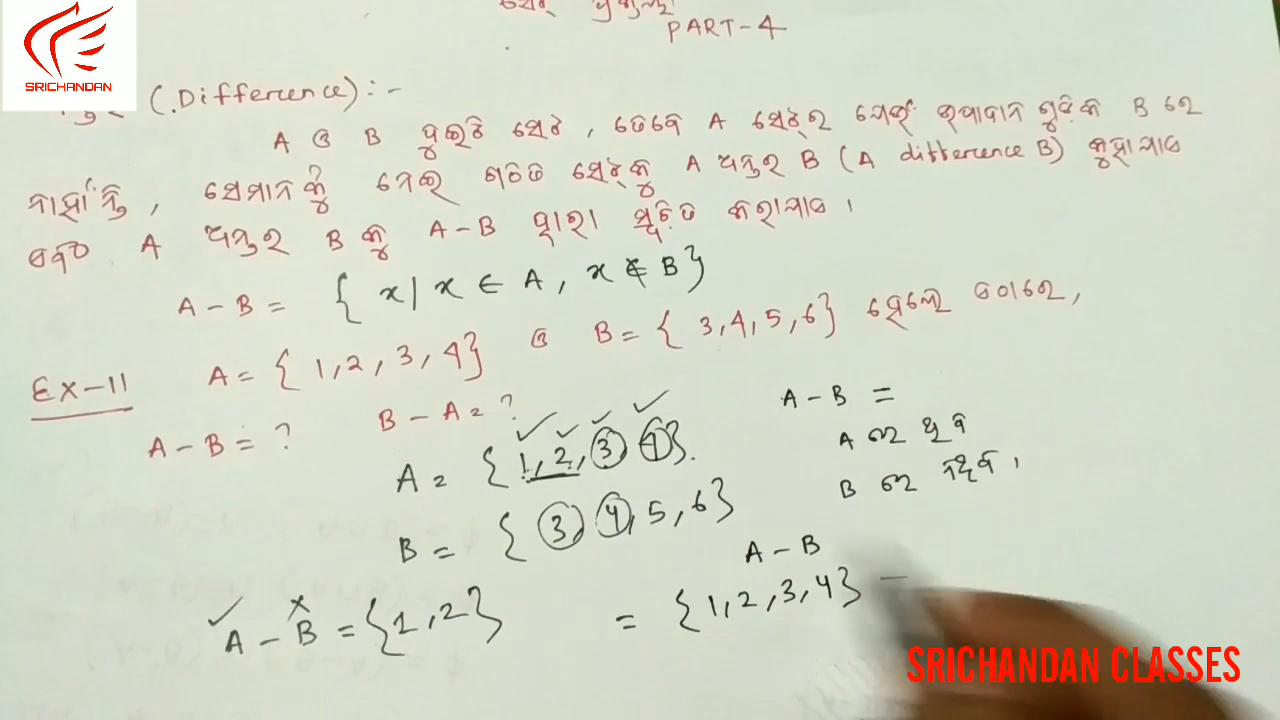 PART-4
SRICHANDAN
(Difference) :-
A ଓ B ଦୁଇଟି ସେଟ୍ , ତେବେ A ସେଟ୍‌ର ଯେଉଁ ଉପାଦାନ ଗୁଡ଼ିକ B ରେ
ନାହାଁନ୍ତି , ସେମାନଙ୍କୁ ନେଇ ଗଠିତ ସେଟ୍‌କୁ A ଅନ୍ତର B (A difference B) କୁହାଯାଏ
ଏବଂ A ଅନ୍ତର B କୁ A-B ଦ୍ୱାରା ସୂଚିତ କରାଯାଏ ।
A - B = { x | x ∈ A , x ∉ B }
Ex-11 A = { 1, 2, 3, 4 } ଓ B = { 3, 4, 5, 6 } ହେଲେ
A - B = ? B - A = ?
A - B =
A = { 1, 2, 3 4 }.
A ରେ ଥିବ
B ରେ ନଥିବ ,
B = { 3, 4, 5, 6 }
A - B
A - B = { 1, 2 } = { 1, 2, 3, 4 } -
SRICHANDAN CLASSES